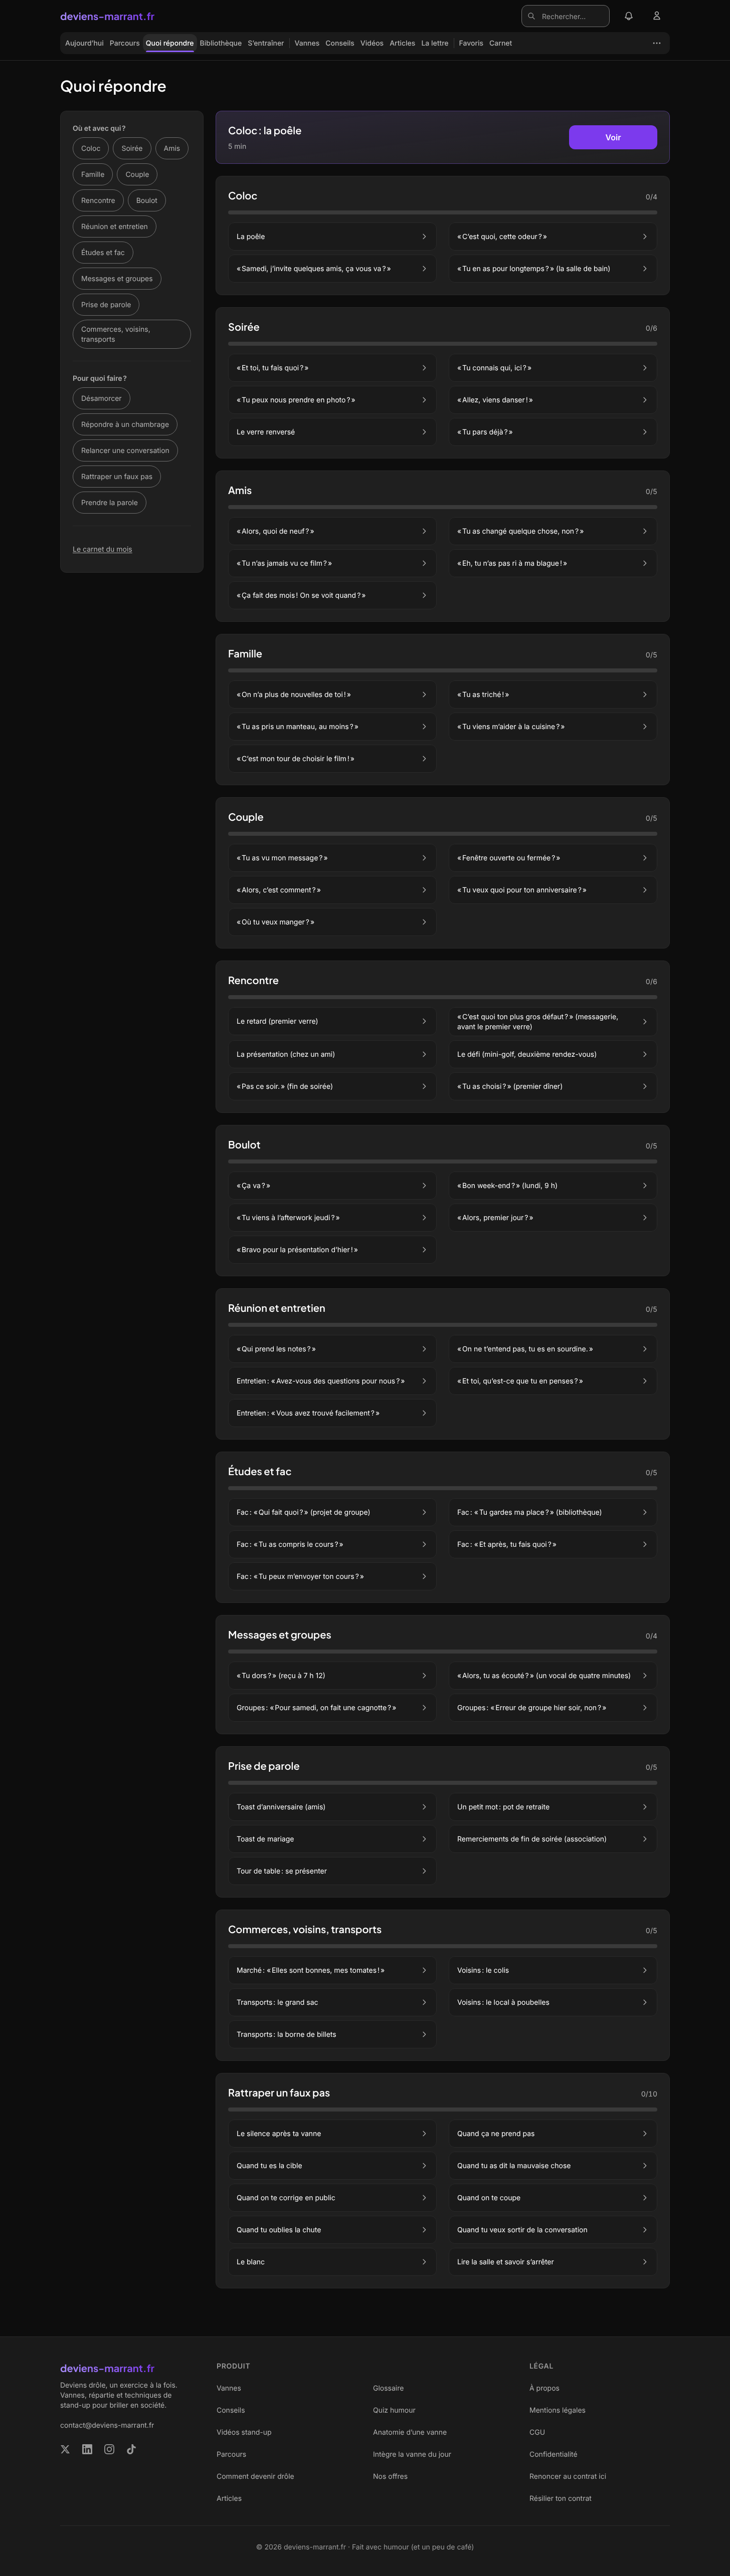 deviens-marrant.fr
Rechercher...
Aujourd'hui Parcours Quoi répondre Bibliothèque S'entraîner Vannes Conseils Vidéos Articles La lettre Favoris Carnet
Quoi répondre
Où et avec qui ?
Coloc Soirée Amis
Famille Couple
Rencontre Boulot
Réunion et entretien
Études et fac
Messages et groupes
Prise de parole
Commerces, voisins,
transports
Pour quoi faire ?
Désamorcer
Répondre à un chambrage
Relancer une conversation
Rattraper un faux pas
Prendre la parole
Le carnet du mois
Coloc : la poêle
5 min
Voir
Coloc 0/4
La poêle
« C'est quoi, cette odeur ? »
« Samedi, j'invite quelques amis, ça vous va ? »
« Tu en as pour longtemps ? » (la salle de bain)
Soirée 0/6
« Et toi, tu fais quoi ? »
« Tu connais qui, ici ? »
« Tu peux nous prendre en photo ? »
« Allez, viens danser ! »
Le verre renversé
« Tu pars déjà ? »
Amis 0/5
« Alors, quoi de neuf ? »
« Tu as changé quelque chose, non ? »
« Tu n'as jamais vu ce film ? »
« Eh, tu n'as pas ri à ma blague ! »
« Ça fait des mois ! On se voit quand ? »
Famille 0/5
« On n'a plus de nouvelles de toi ! »
« Tu as triché ! »
« Tu as pris un manteau, au moins ? »
« Tu viens m'aider à la cuisine ? »
« C'est mon tour de choisir le film ! »
Couple 0/5
« Tu as vu mon message ? »
« Fenêtre ouverte ou fermée ? »
« Alors, c'est comment ? »
« Tu veux quoi pour ton anniversaire ? »
« Où tu veux manger ? »
Rencontre 0/6
Le retard (premier verre)
« C'est quoi ton plus gros défaut ? » (messagerie,
avant le premier verre)
La présentation (chez un ami)
Le défi (mini-golf, deuxième rendez-vous)
« Pas ce soir. » (fin de soirée)
« Tu as choisi ? » (premier dîner)
Boulot 0/5
« Ça va ? »
« Bon week-end ? » (lundi, 9 h)
« Tu viens à l'afterwork jeudi ? »
« Alors, premier jour ? »
« Bravo pour la présentation d'hier ! »
Réunion et entretien 0/5
« Qui prend les notes ? »
« On ne t'entend pas, tu es en sourdine. »
Entretien : « Avez-vous des questions pour nous ? »
« Et toi, qu'est-ce que tu en penses ? »
Entretien : « Vous avez trouvé facilement ? »
Études et fac 0/5
Fac : « Qui fait quoi ? » (projet de groupe)
Fac : « Tu gardes ma place ? » (bibliothèque)
Fac : « Tu as compris le cours ? »
Fac : « Et après, tu fais quoi ? »
Fac : « Tu peux m'envoyer ton cours ? »
Messages et groupes 0/4
« Tu dors ? » (reçu à 7 h 12)
« Alors, tu as écouté ? » (un vocal de quatre minutes)
Groupes : « Pour samedi, on fait une cagnotte ? »
Groupes : « Erreur de groupe hier soir, non ? »
Prise de parole 0/5
Toast d'anniversaire (amis)
Un petit mot : pot de retraite
Toast de mariage
Remerciements de fin de soirée (association)
Tour de table : se présenter
Commerces, voisins, transports 0/5
Marché : « Elles sont bonnes, mes tomates ! »
Voisins : le colis
Transports : le grand sac
Voisins : le local à poubelles
Transports : la borne de billets
Rattraper un faux pas 0/10
Le silence après ta vanne
Quand ça ne prend pas
Quand tu es la cible
Quand tu as dit la mauvaise chose
Quand on te corrige en public
Quand on te coupe
Quand tu oublies la chute
Quand tu veux sortir de la conversation
Le blanc
Lire la salle et savoir s'arrêter
deviens-marrant.fr
Deviens drôle, un exercice à la fois.
Vannes, répartie et techniques de
stand-up pour briller en société.
contact@deviens-marrant.fr
PRODUIT
Vannes
Conseils
Vidéos stand-up
Parcours
Comment devenir drôle
Articles
Glossaire
Quiz humour
Anatomie d'une vanne
Intègre la vanne du jour
Nos offres
LÉGAL
À propos
Mentions légales
CGU
Confidentialité
Renoncer au contrat ici
Résilier ton contrat
© 2026 deviens-marrant.fr · Fait avec humour (et un peu de café)